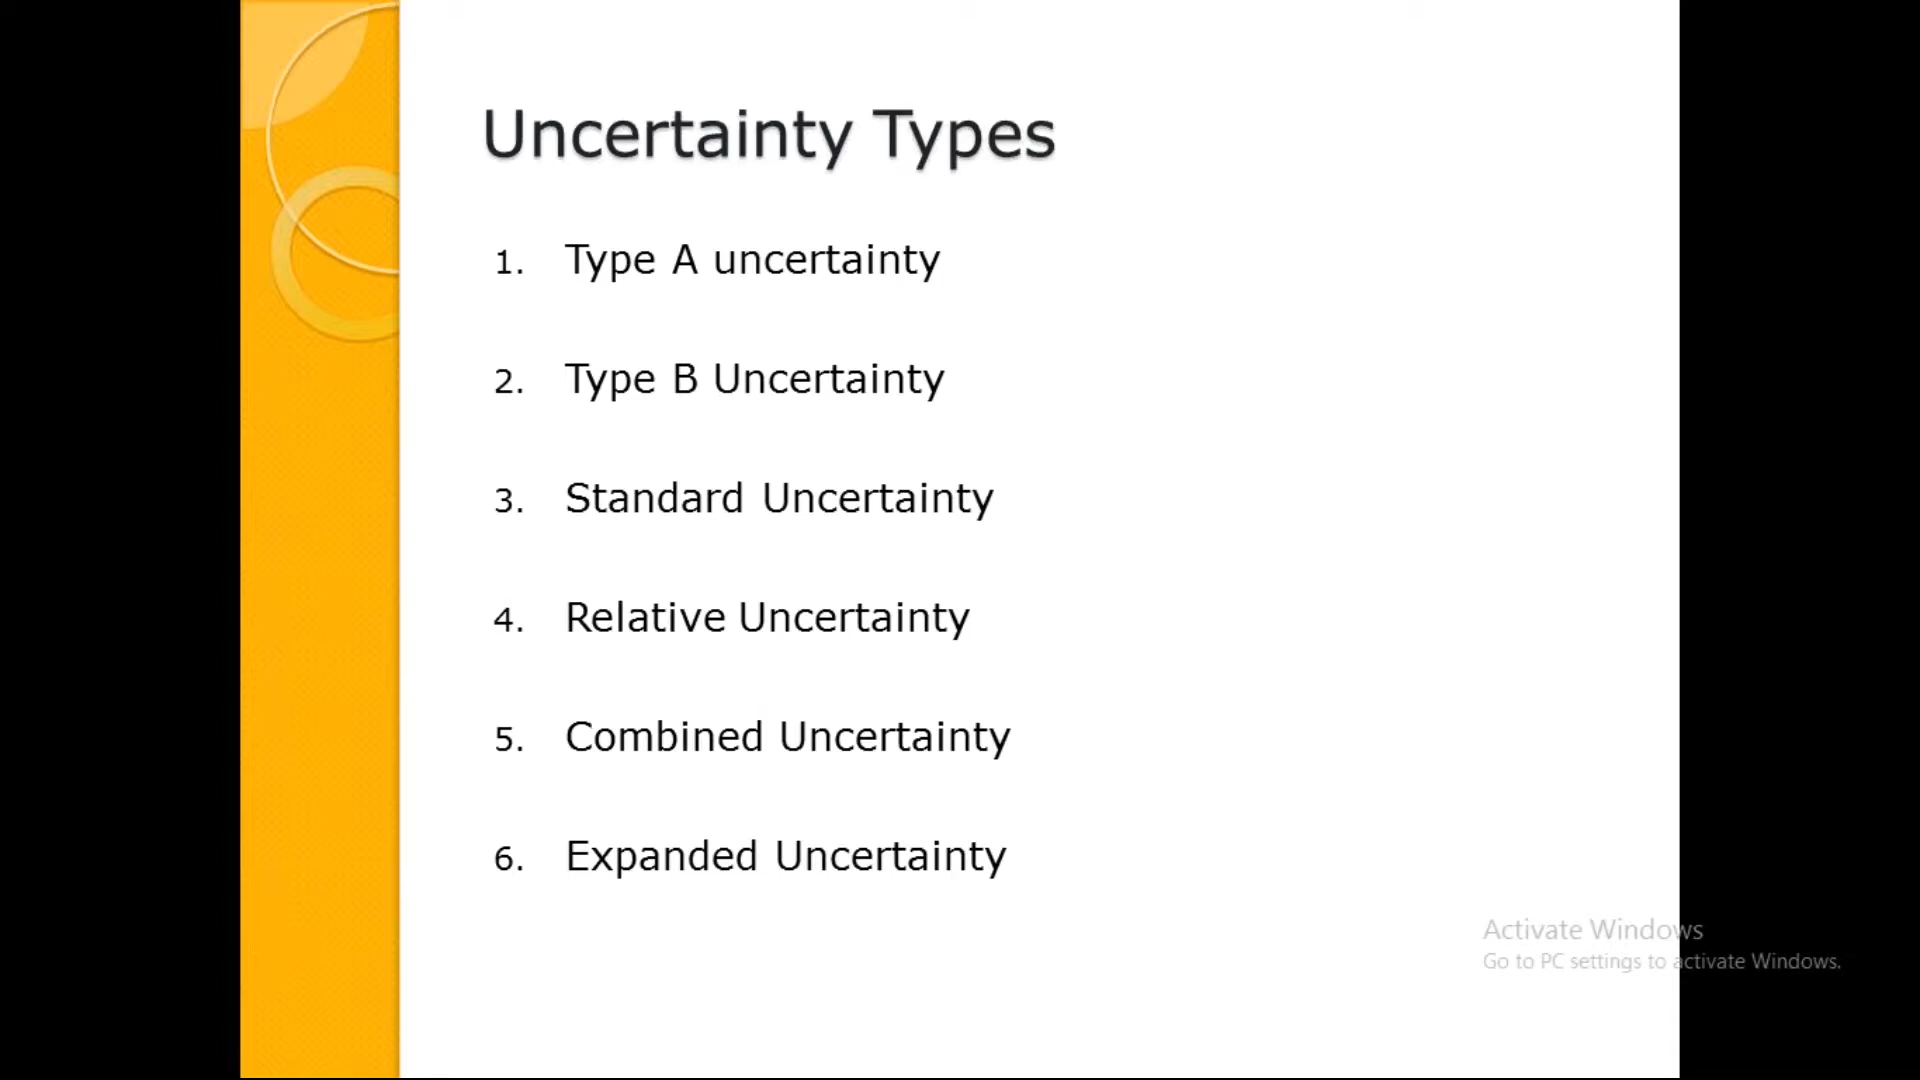 Uncertainty Types
1. Type A uncertainty
2. Type B Uncertainty
3. Standard Uncertainty
4. Relative Uncertainty
5. Combined Uncertainty
6. Expanded Uncertainty
Activate Windows
Go to PC settings to activate Windows.